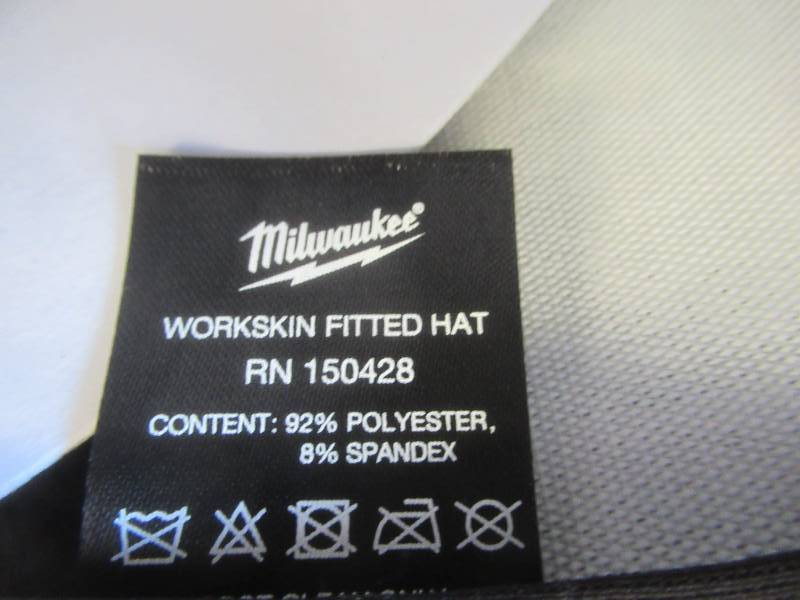 Milwaukee®
WORKSKIN FITTED HAT
RN 150428
CONTENT: 92% POLYESTER,
8% SPANDEX